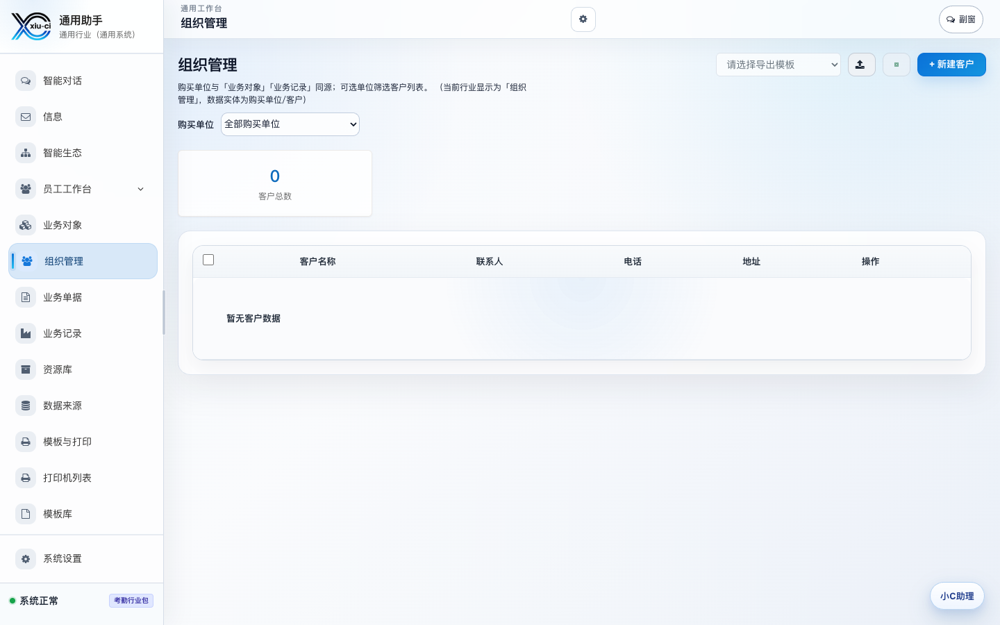 xiu-ci
通用助手
通用行业（通用系统）
智能对话
信息
智能生态
员工工作台
业务对象
组织管理
业务单据
业务记录
资源库
数据来源
模板与打印
打印机列表
模板库
系统设置
系统正常
考勤行业包
通用工作台
组织管理
副窗
组织管理
请选择导出模板
+ 新建客户
购买单位与「业务对象」「业务记录」同源；可选单位筛选客户列表。 （当前行业显示为「组织
管理」，数据实体为购买单位/客户）
购买单位
全部购买单位
0
客户总数
客户名称
联系人
电话
地址
操作
暂无客户数据
小C助理